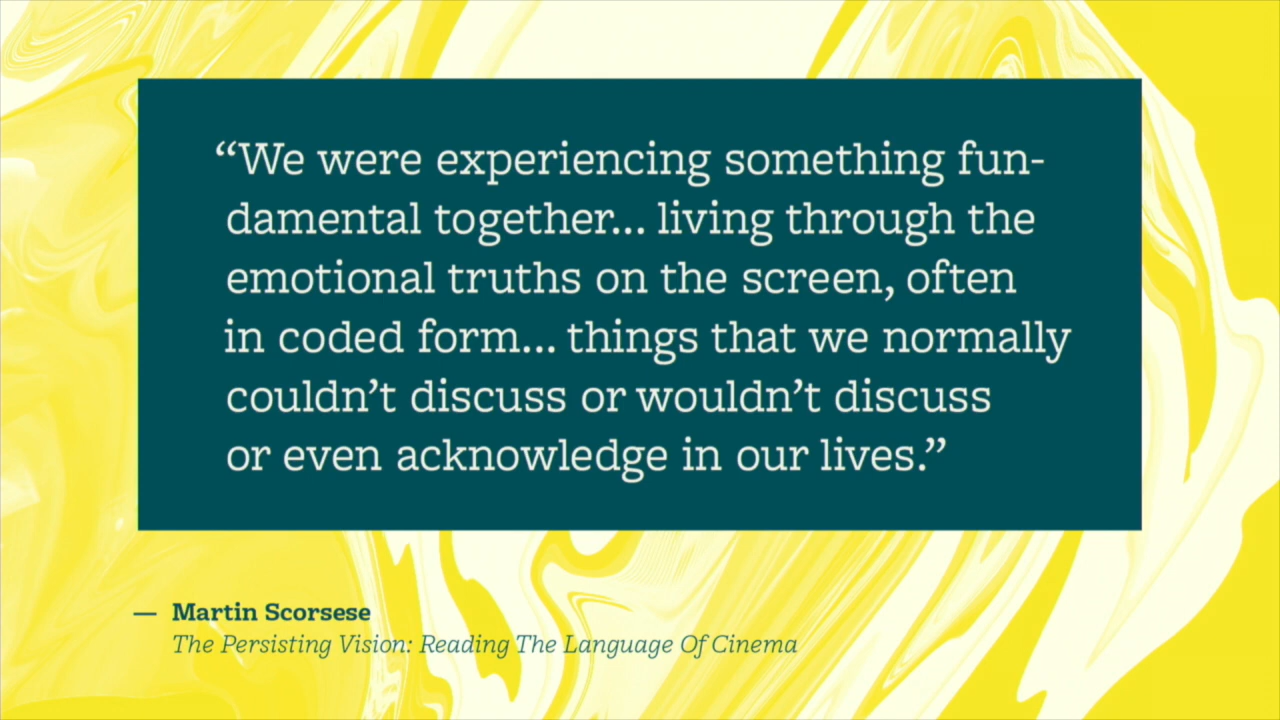 “We were experiencing something fun-
damental together... living through the
emotional truths on the screen, often
in coded form... things that we normally
couldn’t discuss or wouldn’t discuss
or even acknowledge in our lives.”
— Martin Scorsese
The Persisting Vision: Reading The Language Of Cinema